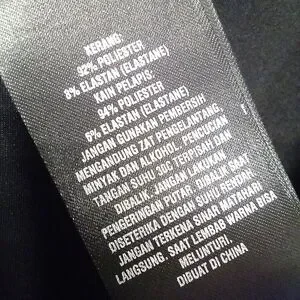 KERANG:
92% POLIESTER
8% ELASTAN (ELASTANE)
KAIN PELAPIS:
94% POLIESTER
6% ELASTAN (ELASTANE)
JANGAN GUNAKAN PEMBERSIH
MENGANDUNG ZAT PENGELANTANG,
MINYAK DAN ALKOHOL. PENCUCIAN
TANGAN SUHU 30C TERPISAH DAN
DIBALIK. JANGAN LAKUKAN
PENGERINGAN PUTAR. DIBALIK SAAT
DISETERIKA DENGAN SUHU RENDAH.
JANGAN TERKENA SINAR MATAHARI
LANGSUNG. SAAT LEMBAB WARNA BISA
MELUNTUR.
DIBUAT DI CHINA